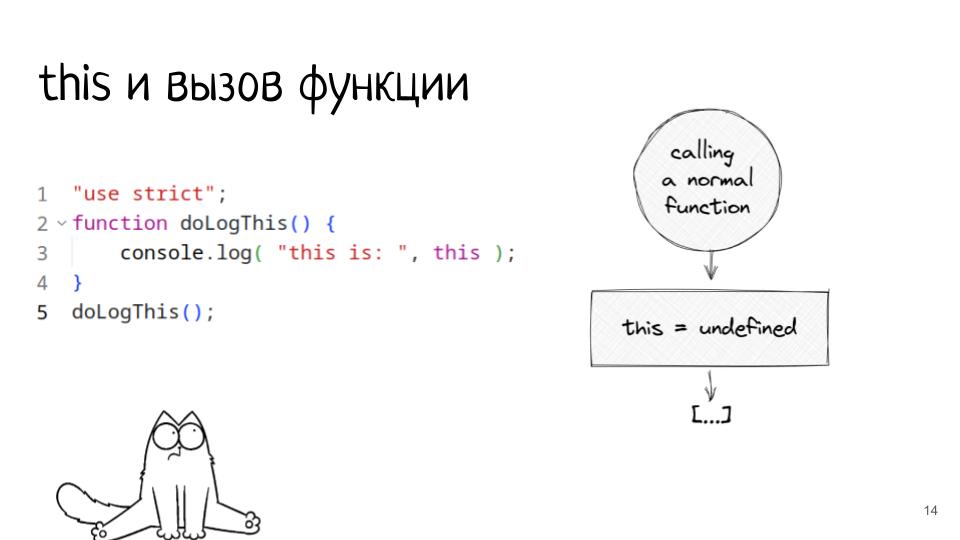 this и вызов функции
1 "use strict";
2 function doLogThis() {
3 console.log( "this is: ", this );
4 }
5 doLogThis();
calling
a normal
function
this = undefined
[...]
14